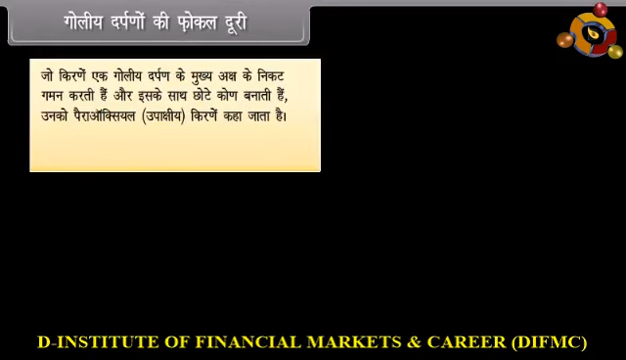 गोलीय दर्पणों की फ़ोकल दूरी
जो किरणें एक गोलीय दर्पण के मुख्य अक्ष के निकट
गमन करती हैं और इसके साथ छोटे कोण बनाती हैं,
उनको पैराऑक्सियल (उपाक्षीय) किरणें कहा जाता है।
D-INSTITUTE OF FINANCIAL MARKETS & CAREER (DIFMC)